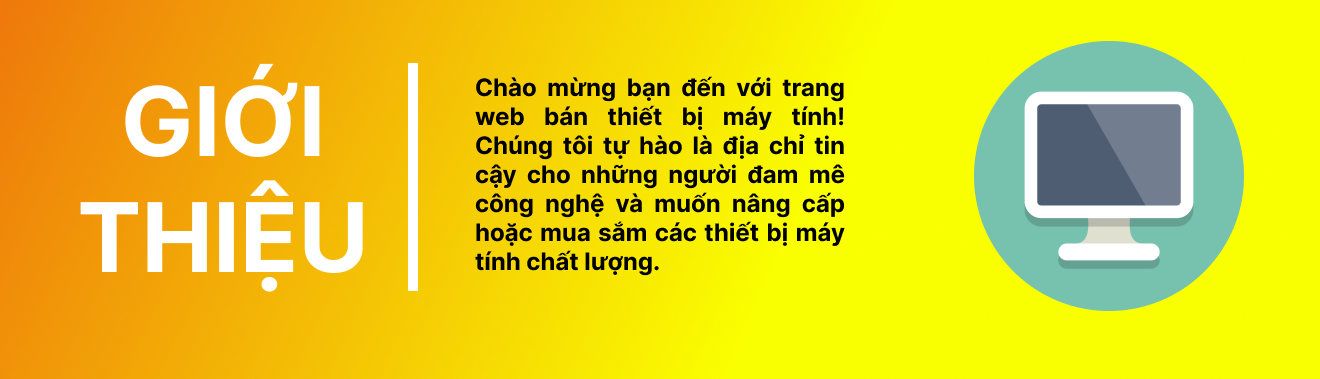 GIỚI
THIỆU
Chào mừng bạn đến với trang
web bán thiết bị máy tính!
Chúng tôi tự hào là địa chỉ tin
cậy cho những người đam mê
công nghệ và muốn nâng cấp
hoặc mua sắm các thiết bị máy
tính chất lượng.